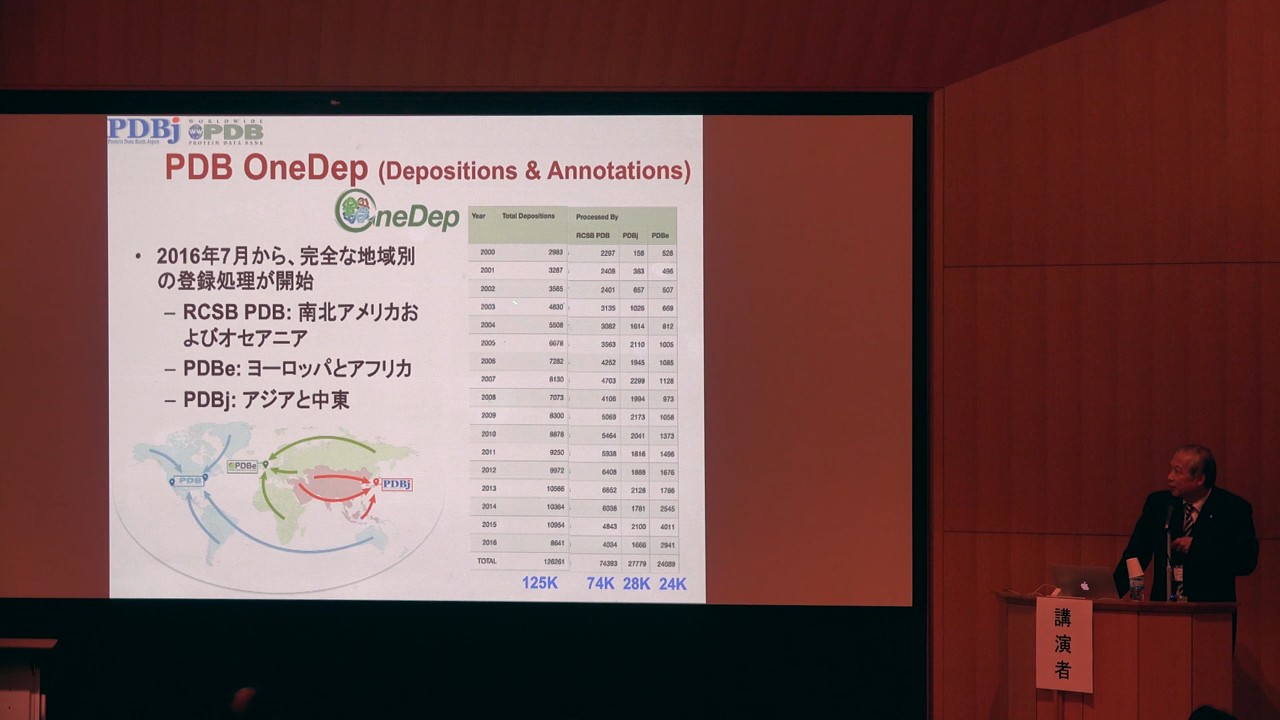 PDBj
Protein Data Bank Japan
WORLDWIDE
PDB
PROTEIN DATA BANK
PDB OneDep (Depositions & Annotations)
OneDep
• 2016年7月から、完全な地域別
の登録処理が開始
– RCSB PDB: 南北アメリカお
よびオセアニア
– PDBe: ヨーロッパとアフリカ
– PDBj: アジアと中東
PDB
PDBe
PDBj
Year Total Depositions Processed By
RCSB PDB PDBj PDBe
2000 2983 2297 158 528
2001 3287 2408 383 496
2002 3565 2401 657 507
2003 4830 3135 1026 669
2004 5508 3082 1614 812
2005 6678 3563 2110 1005
2006 7282 4252 1945 1085
2007 8130 4703 2299 1128
2008 7073 4106 1994 973
2009 8300 5069 2173 1058
2010 8878 5464 2041 1373
2011 9250 5938 1816 1496
2012 9972 6408 1888 1676
2013 10566 6652 2128 1786
2014 10364 6038 1781 2545
2015 10954 4843 2100 4011
2016 8641 4034 1666 2941
TOTAL 126261 74393 27779 24089
125K 74K 28K 24K
講
演
者